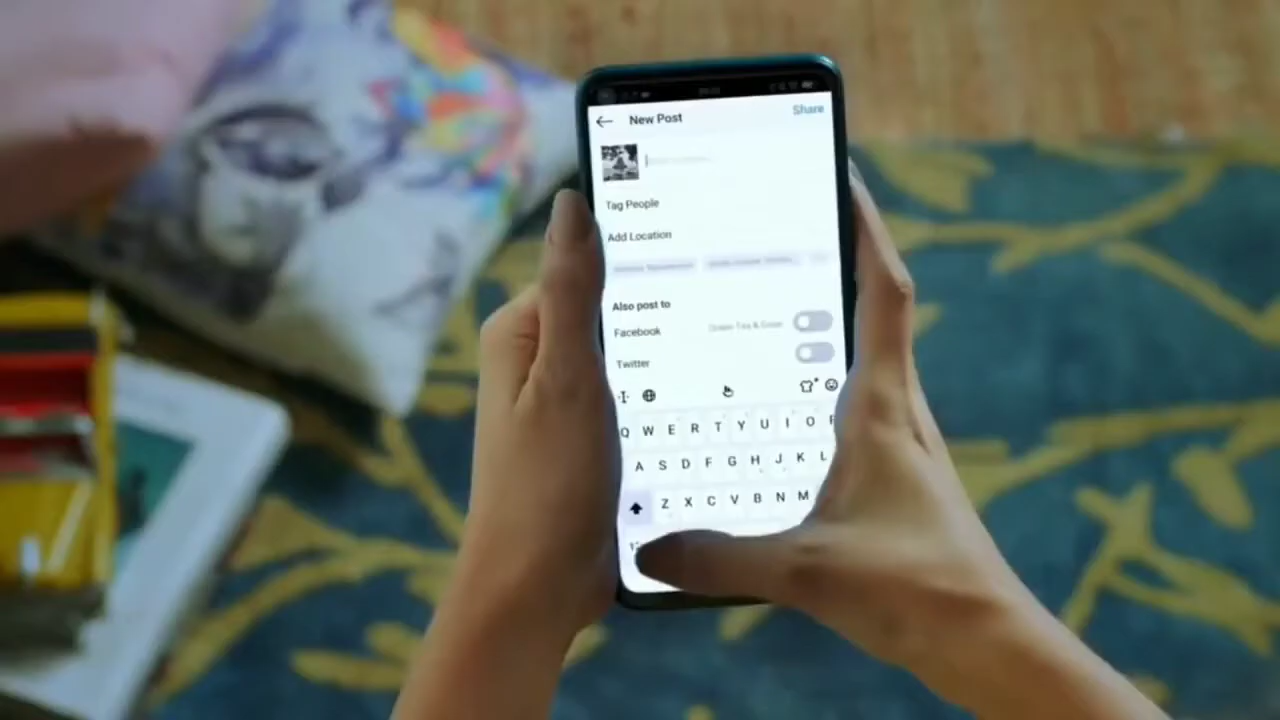 New Post Share
Tag People
Add Location
Also post to
Facebook
Twitter
Q W E R T Y U I O P
A S D F G H J K L
Z X C V B N M